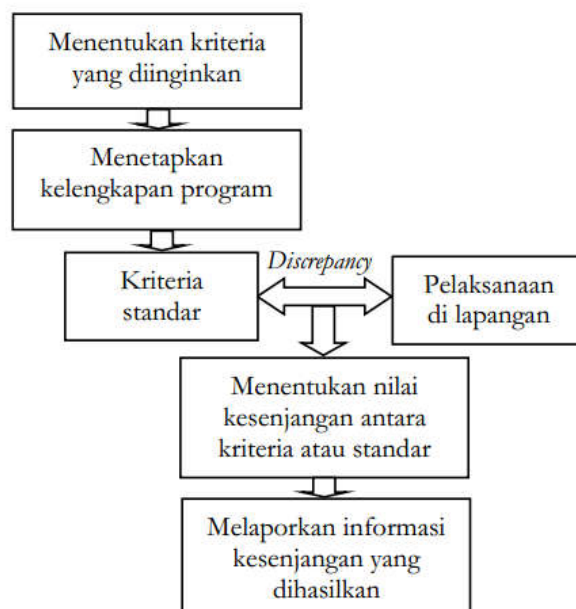 Menentukan kriteria
yang diinginkan
Menetapkan
kelengkapan program
Discrepancy
Kriteria
standar
Pelaksanaan
di lapangan
Menentukan nilai
kesenjangan antara
kriteria atau standar
Melaporkan informasi
kesenjangan yang
dihasilkan